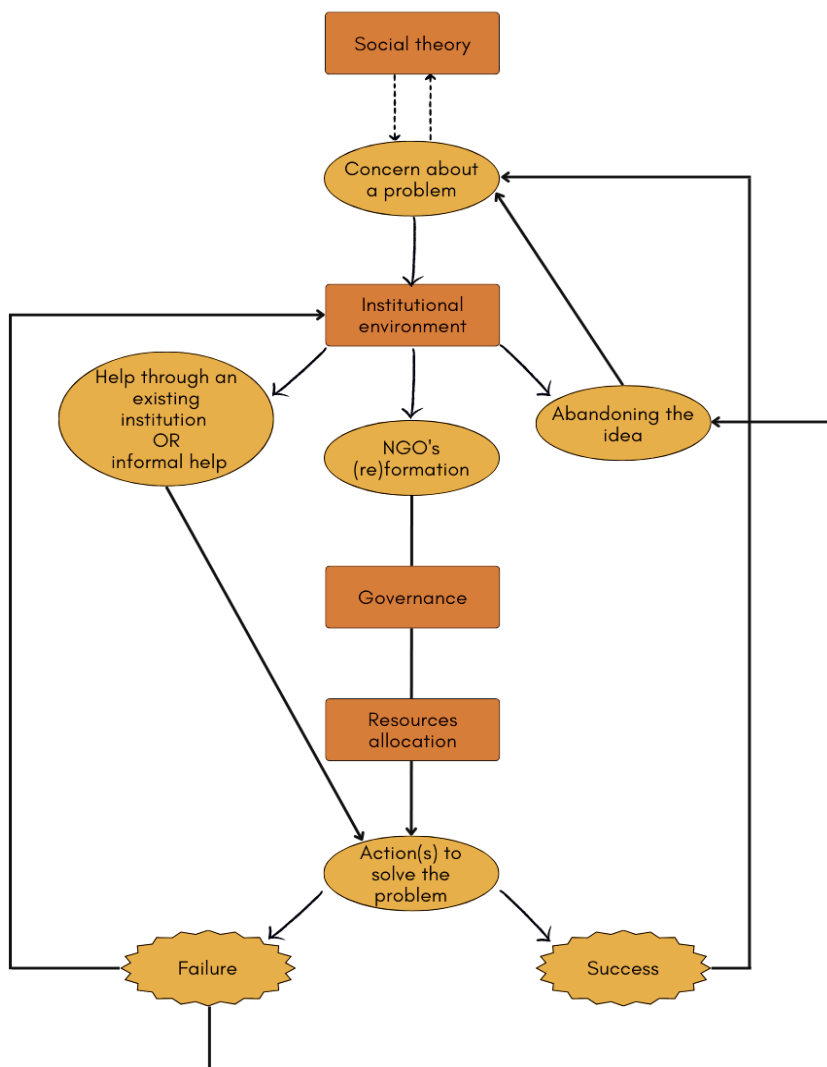 Social theory
Concern about
a problem
Institutional
environment
Help through an
existing
institution
OR
informal help
NGO's
(re)formation
Abandoning the
idea
Governance
Resources
allocation
Action(s) to
solve the
problem
Failure
Success